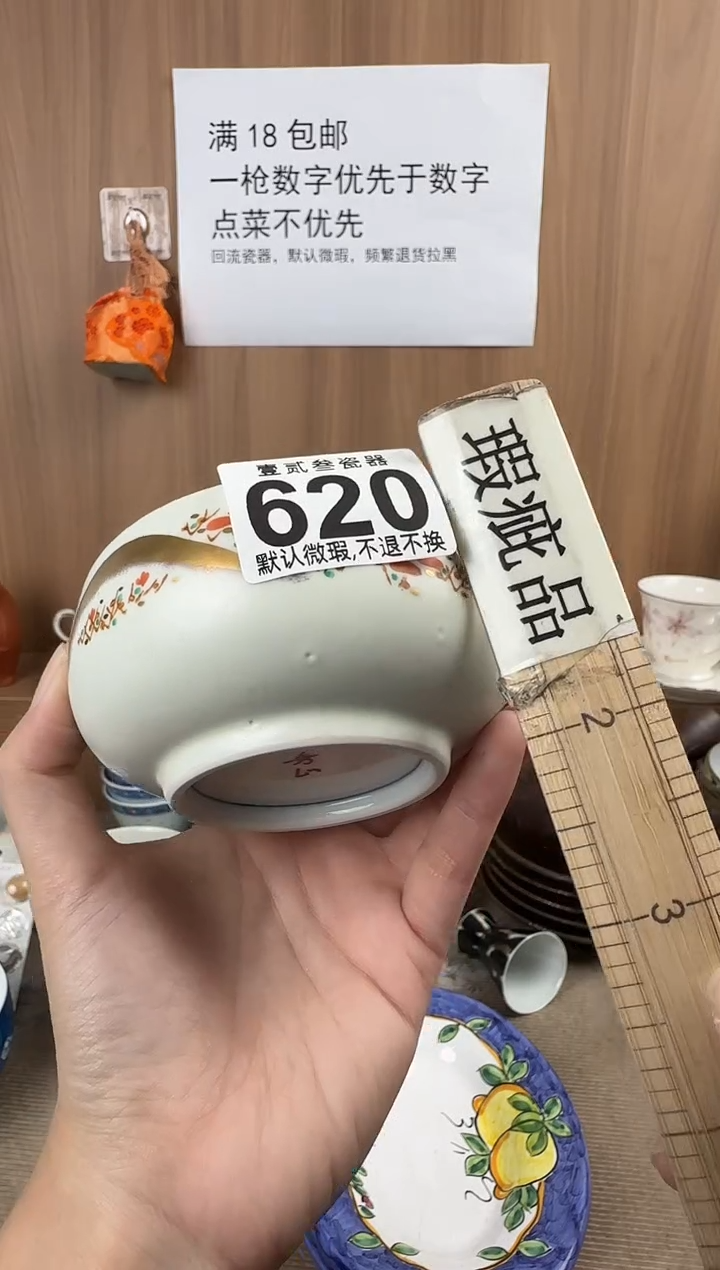 满 18 包邮
一枪数字优先于数字
点菜不优先
回流瓷器，默认微瑕，频繁退货拉黑
壹贰叁瓷器
620
默认微瑕,不退不换
瑕疵品
2
3